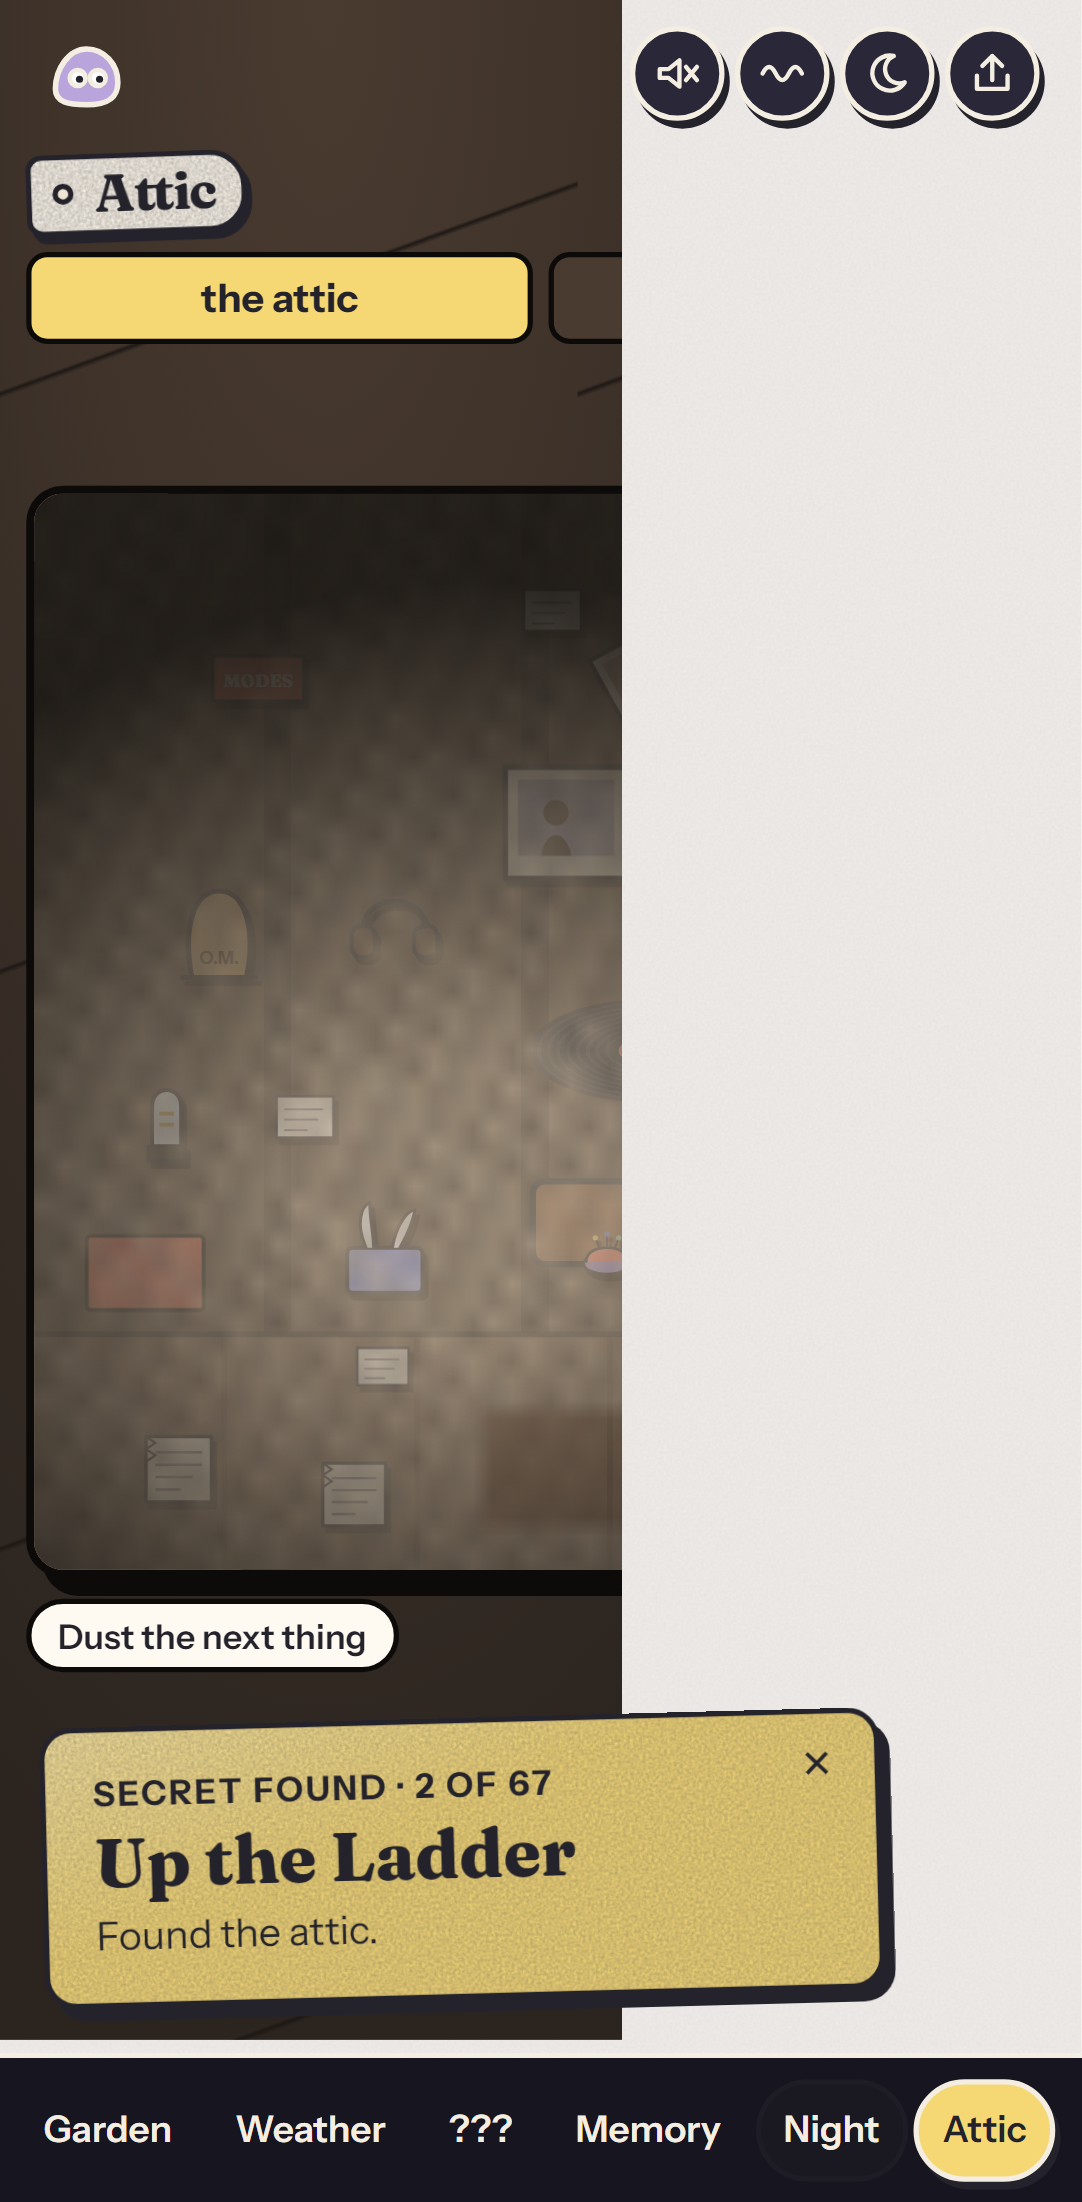 Attic
the attic
MODES
O.M.
Dust the next thing
SECRET FOUND · 2 OF 67
Up the Ladder
Found the attic.
Garden
Weather
???
Memory
Night
Attic